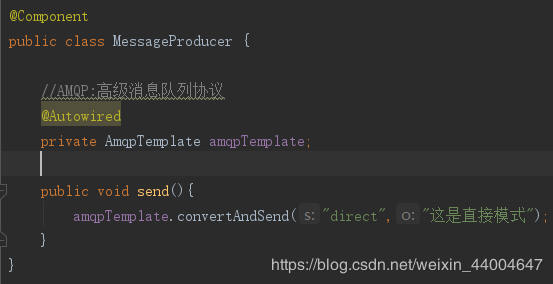 @Component
public class MessageProducer {
//AMQP:高级消息队列协议
@Autowired
private AmqpTemplate amqpTemplate;
public void send(){
amqpTemplate.convertAndSend( s: "direct", o: "这是直接模式");
}
}
https://blog.csdn.net/weixin_44004647